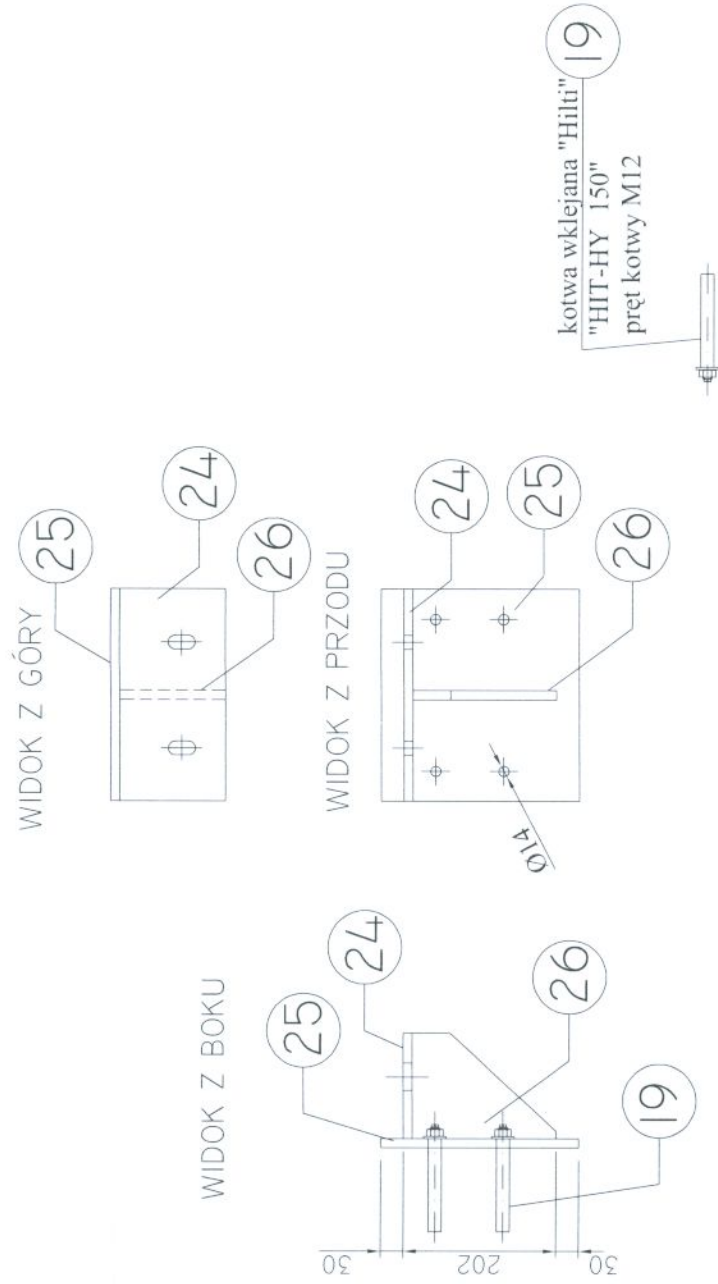 WIDOK Z BOKU
25
24
26
19
30
202
30
WIDOK Z GÓRY
25
24
26
WIDOK Z PRZODU
24
25
26
Ø14
kotwa wklejana "Hilti"
"HIT-HY 150"
pręt kotwy M12
19